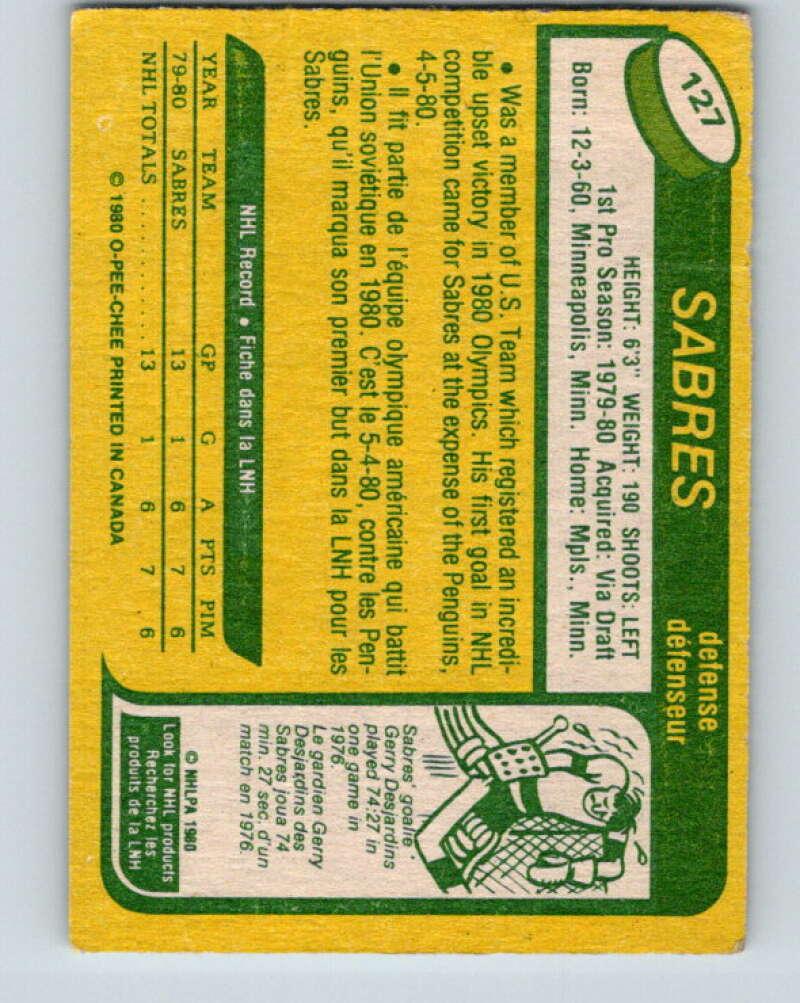 127
SABRES
defense
défenseur
HEIGHT: 6'3" WEIGHT: 190 SHOOTS: LEFT
1st Pro Season: 1979-80 Acquired: Via Draft
Born: 12-3-60, Minneapolis, Minn. Home: Mpls., Minn.
• Was a member of U.S. Team which registered an incredi-
ble upset victory in 1980 Olympics. His first goal in NHL
competition came for Sabres at the expense of the Penguins,
4-5-80.
• Il fit partie de l'équipe olympique américaine qui battit
l'Union soviétique en 1980. C'est le 5-4-80, contre les Pen-
guins, qu'il marqua son premier but dans la LNH pour les
Sabres.
NHL Record • Fiche dans la LNH
YEAR TEAM GP G A PTS PIM
79-80 SABRES 13 1 6 7 6
NHL TOTALS .............. 13 1 6 7 6
© 1980 O-PEE-CHEE PRINTED IN CANADA
Sabres' goalie
Gerry Desjardins
played 74:27 in
one game in
1976.
Le gardien Gerry
Desjardins des
Sabres joua 74
min. 27 sec. d'un
match en 1976.
© NHLPA 1980
Look for NHL products
Recherchez les
produits de la LNH